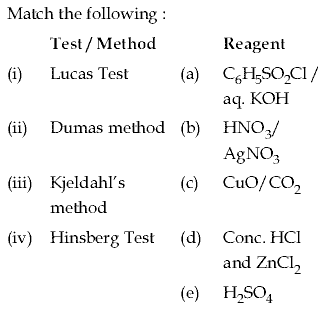 Match the following :
Test / Method Reagent
(i) Lucas Test (a) C₆H₅SO₂Cl /
aq. KOH
(ii) Dumas method (b) HNO₃/
AgNO₃
(iii) Kjeldahl's (c) CuO/CO₂
method
(iv) Hinsberg Test (d) Conc. HCl
and ZnCl₂
(e) H₂SO₄